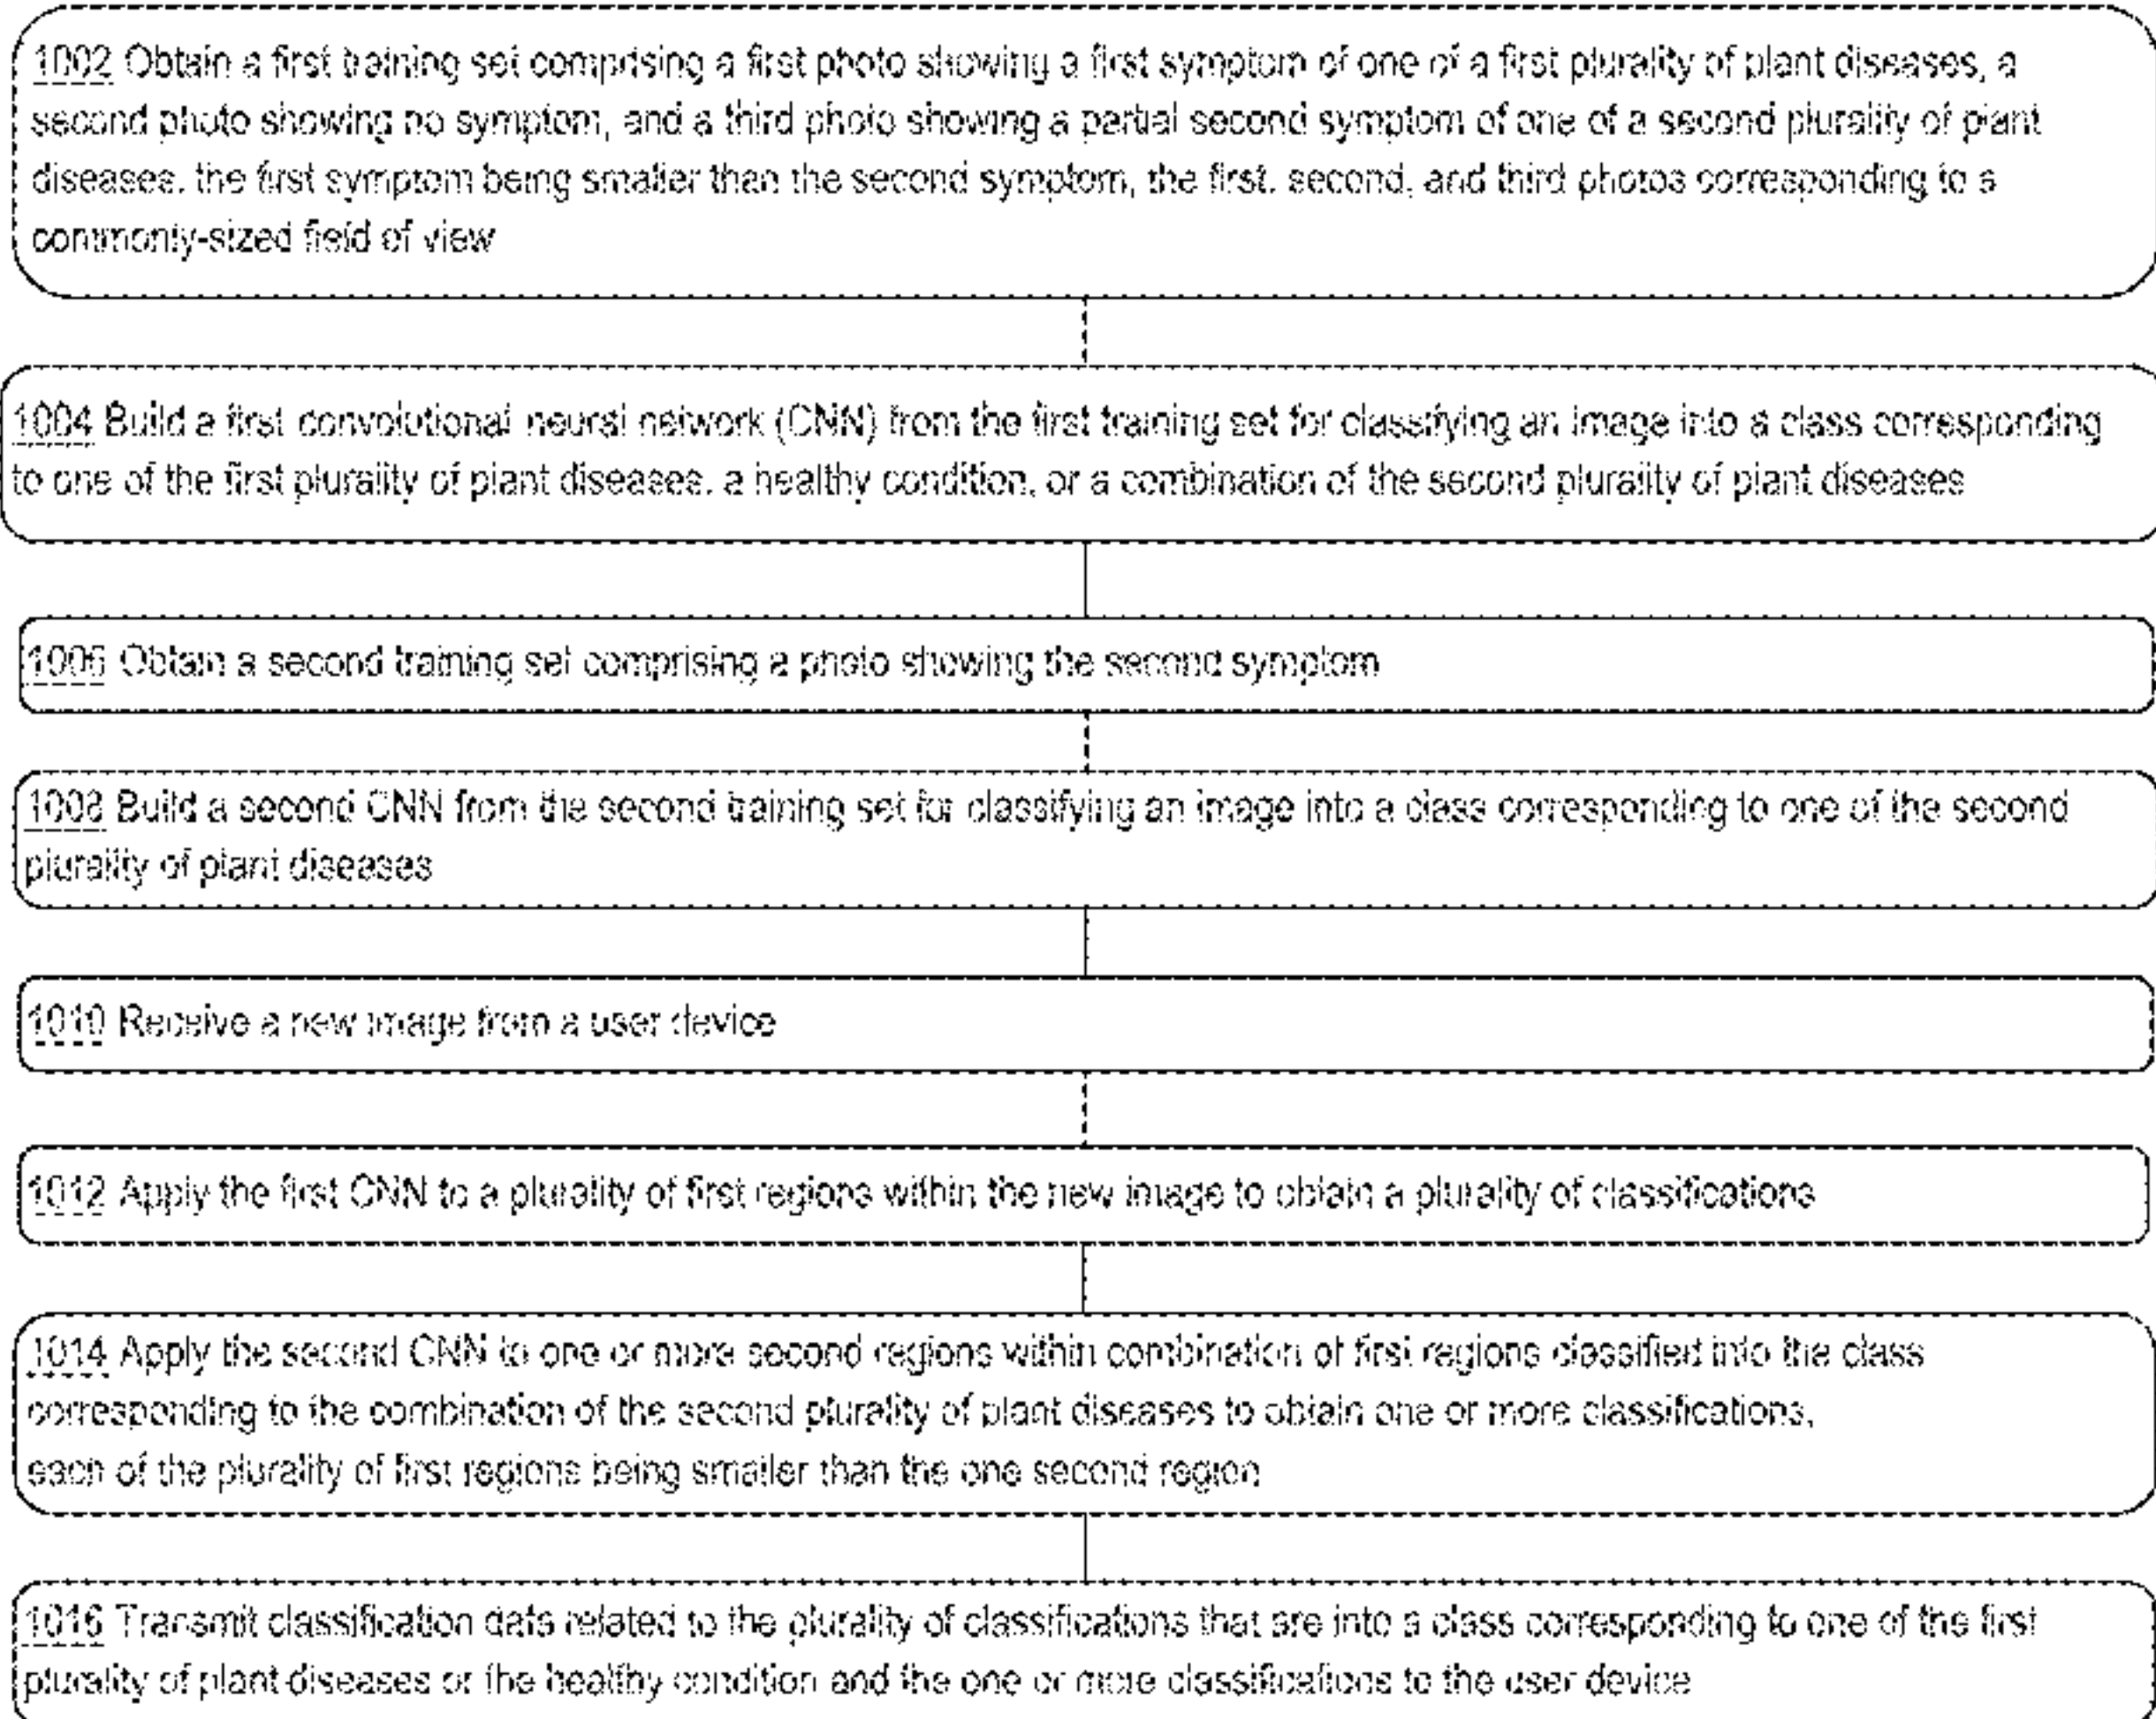 1002 Obtain a first training set comprising a first photo showing a first symptom of one of a first plurality of plant diseases, a
second photo showing no symptom, and a third photo showing a partial second symptom of one of a second plurality of plant
diseases, the first symptom being smaller than the second symptom, the first, second, and third photos corresponding to a
commonly-sized field of view
1004 Build a first convolutional neural network (CNN) from the first training set for classifying an image into a class corresponding
to one of the first plurality of plant diseases, a healthy condition, or a combination of the second plurality of plant diseases
1006 Obtain a second training set comprising a photo showing the second symptom
1008 Build a second CNN from the second training set for classifying an image into a class corresponding to one of the second
plurality of plant diseases
1010 Receive a new image from a user device
1012 Apply the first CNN to a plurality of first regions within the new image to obtain a plurality of classifications
1014 Apply the second CNN to one or more second regions within combination of first regions classified into the class
corresponding to the combination of the second plurality of plant diseases to obtain one or more classifications,
each of the plurality of first regions being smaller than the one second region
1016 Transmit classification data related to the plurality of classifications that are into a class corresponding to one of the first
plurality of plant diseases or the healthy condition and the one or more classifications to the user device